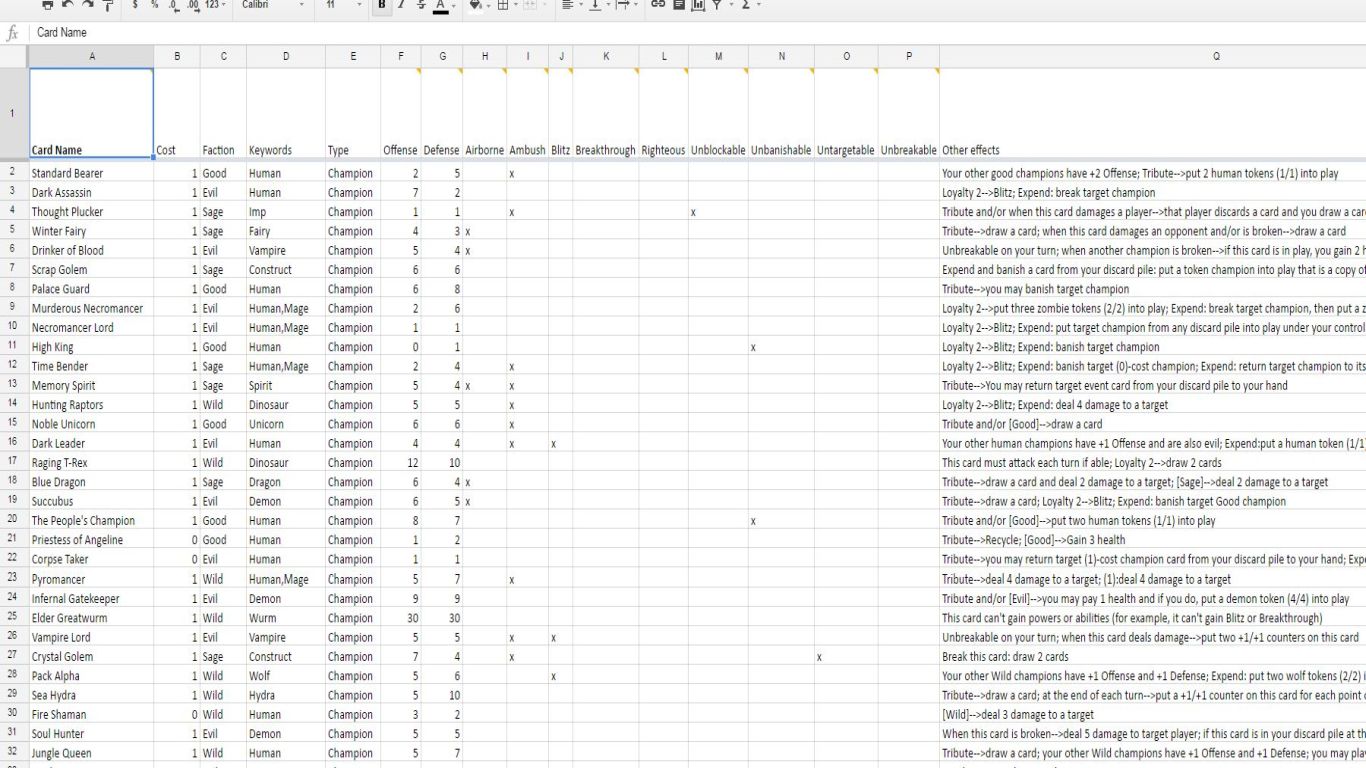 $ % .0 .00 123 Calibri 11 B I S A Σ
fx Card Name
A B C D E F G H I J K L M N O P Q
1 Card Name Cost Faction Keywords Type Offense Defense Airborne Ambush Blitz Breakthrough Righteous Unblockable Unbanishable Untargetable Unbreakable Other effects
2 Standard Bearer 1 Good Human Champion 2 5 x Your other good champions have +2 Offense; Tribute-->put 2 human tokens (1/1) into play
3 Dark Assassin 1 Evil Human Champion 7 2 Loyalty 2-->Blitz; Expend: break target champion
4 Thought Plucker 1 Sage Imp Champion 1 1 x x Tribute and/or when this card damages a player-->that player discards a card and you draw a car
5 Winter Fairy 1 Sage Fairy Champion 4 3 x Tribute-->draw a card; when this card damages an opponent and/or is broken-->draw a card
6 Drinker of Blood 1 Evil Vampire Champion 5 4 x Unbreakable on your turn; when another champion is broken-->if this card is in play, you gain 2 h
7 Scrap Golem 1 Sage Construct Champion 6 6 Expend and banish a card from your discard pile: put a token champion into play that is a copy of
8 Palace Guard 1 Good Human Champion 6 8 Tribute-->you may banish target champion
9 Murderous Necromancer 1 Evil Human,Mage Champion 2 6 Loyalty 2-->put three zombie tokens (2/2) into play; Expend: break target champion, then put a z
10 Necromancer Lord 1 Evil Human,Mage Champion 1 1 Loyalty 2-->Blitz; Expend: put target champion from any discard pile into play under your control
11 High King 1 Good Human Champion 0 1 x Loyalty 2-->Blitz; Expend: banish target champion
12 Time Bender 1 Sage Human,Mage Champion 2 4 x Loyalty 2-->Blitz; Expend: banish target (0)-cost champion; Expend: return target champion to its
13 Memory Spirit 1 Sage Spirit Champion 5 4 x x Tribute-->You may return target event card from your discard pile to your hand
14 Hunting Raptors 1 Wild Dinosaur Champion 5 5 x Loyalty 2-->Blitz; Expend: deal 4 damage to a target
15 Noble Unicorn 1 Good Unicorn Champion 6 6 x Tribute and/or [Good]-->draw a card
16 Dark Leader 1 Evil Human Champion 4 4 x x Your other human champions have +1 Offense and are also evil; Expend:put a human token (1/1)
17 Raging T-Rex 1 Wild Dinosaur Champion 12 10 This card must attack each turn if able; Loyalty 2-->draw 2 cards
18 Blue Dragon 1 Sage Dragon Champion 6 4 x Tribute-->draw a card and deal 2 damage to a target; [Sage]-->deal 2 damage to a target
19 Succubus 1 Evil Demon Champion 6 5 x Tribute-->draw a card; Loyalty 2-->Blitz; Expend: banish target Good champion
20 The People's Champion 1 Good Human Champion 8 7 x Tribute and/or [Good]-->put two human tokens (1/1) into play
21 Priestess of Angeline 0 Good Human Champion 1 2 Tribute-->Recycle; [Good]-->Gain 3 health
22 Corpse Taker 0 Evil Human Champion 1 1 Tribute-->you may return target (1)-cost champion card from your discard pile to your hand; Exp
23 Pyromancer 1 Wild Human,Mage Champion 5 7 x Tribute-->deal 4 damage to a target; (1):deal 4 damage to a target
24 Infernal Gatekeeper 1 Evil Demon Champion 9 9 Tribute and/or [Evil]-->you may pay 1 health and if you do, put a demon token (4/4) into play
25 Elder Greatwurm 1 Wild Wurm Champion 30 30 This card can't gain powers or abilities (for example, it can't gain Blitz or Breakthrough)
26 Vampire Lord 1 Evil Vampire Champion 5 5 x x Unbreakable on your turn; when this card deals damage-->put two +1/+1 counters on this card
27 Crystal Golem 1 Sage Construct Champion 7 4 x x Break this card: draw 2 cards
28 Pack Alpha 1 Wild Wolf Champion 5 6 x Your other Wild champions have +1 Offense and +1 Defense; Expend: put two wolf tokens (2/2) i
29 Sea Hydra 1 Wild Hydra Champion 5 10 Tribute-->draw a card; at the end of each turn-->put a +1/+1 counter on this card for each point
30 Fire Shaman 0 Wild Human Champion 3 2 [Wild]-->deal 3 damage to a target
31 Soul Hunter 1 Evil Demon Champion 5 5 When this card is broken-->deal 5 damage to target player; if this card is in your discard pile at th
32 Jungle Queen 1 Wild Human Champion 5 7 Tribute-->draw a card; your other Wild champions have +1 Offense and +1 Defense; you may pla